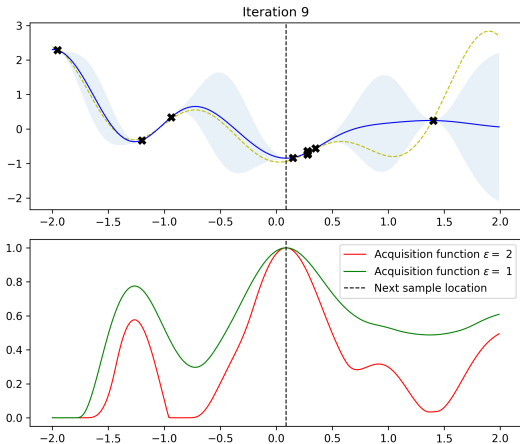 Iteration 9
3
2
1
0
−1
−2
−2.0 −1.5 −1.0 −0.5 0.0 0.5 1.0 1.5 2.0
1.0
0.8
0.6
0.4
0.2
0.0
Acquisition function ε = 2
Acquisition function ε = 1
Next sample location
−2.0 −1.5 −1.0 −0.5 0.0 0.5 1.0 1.5 2.0